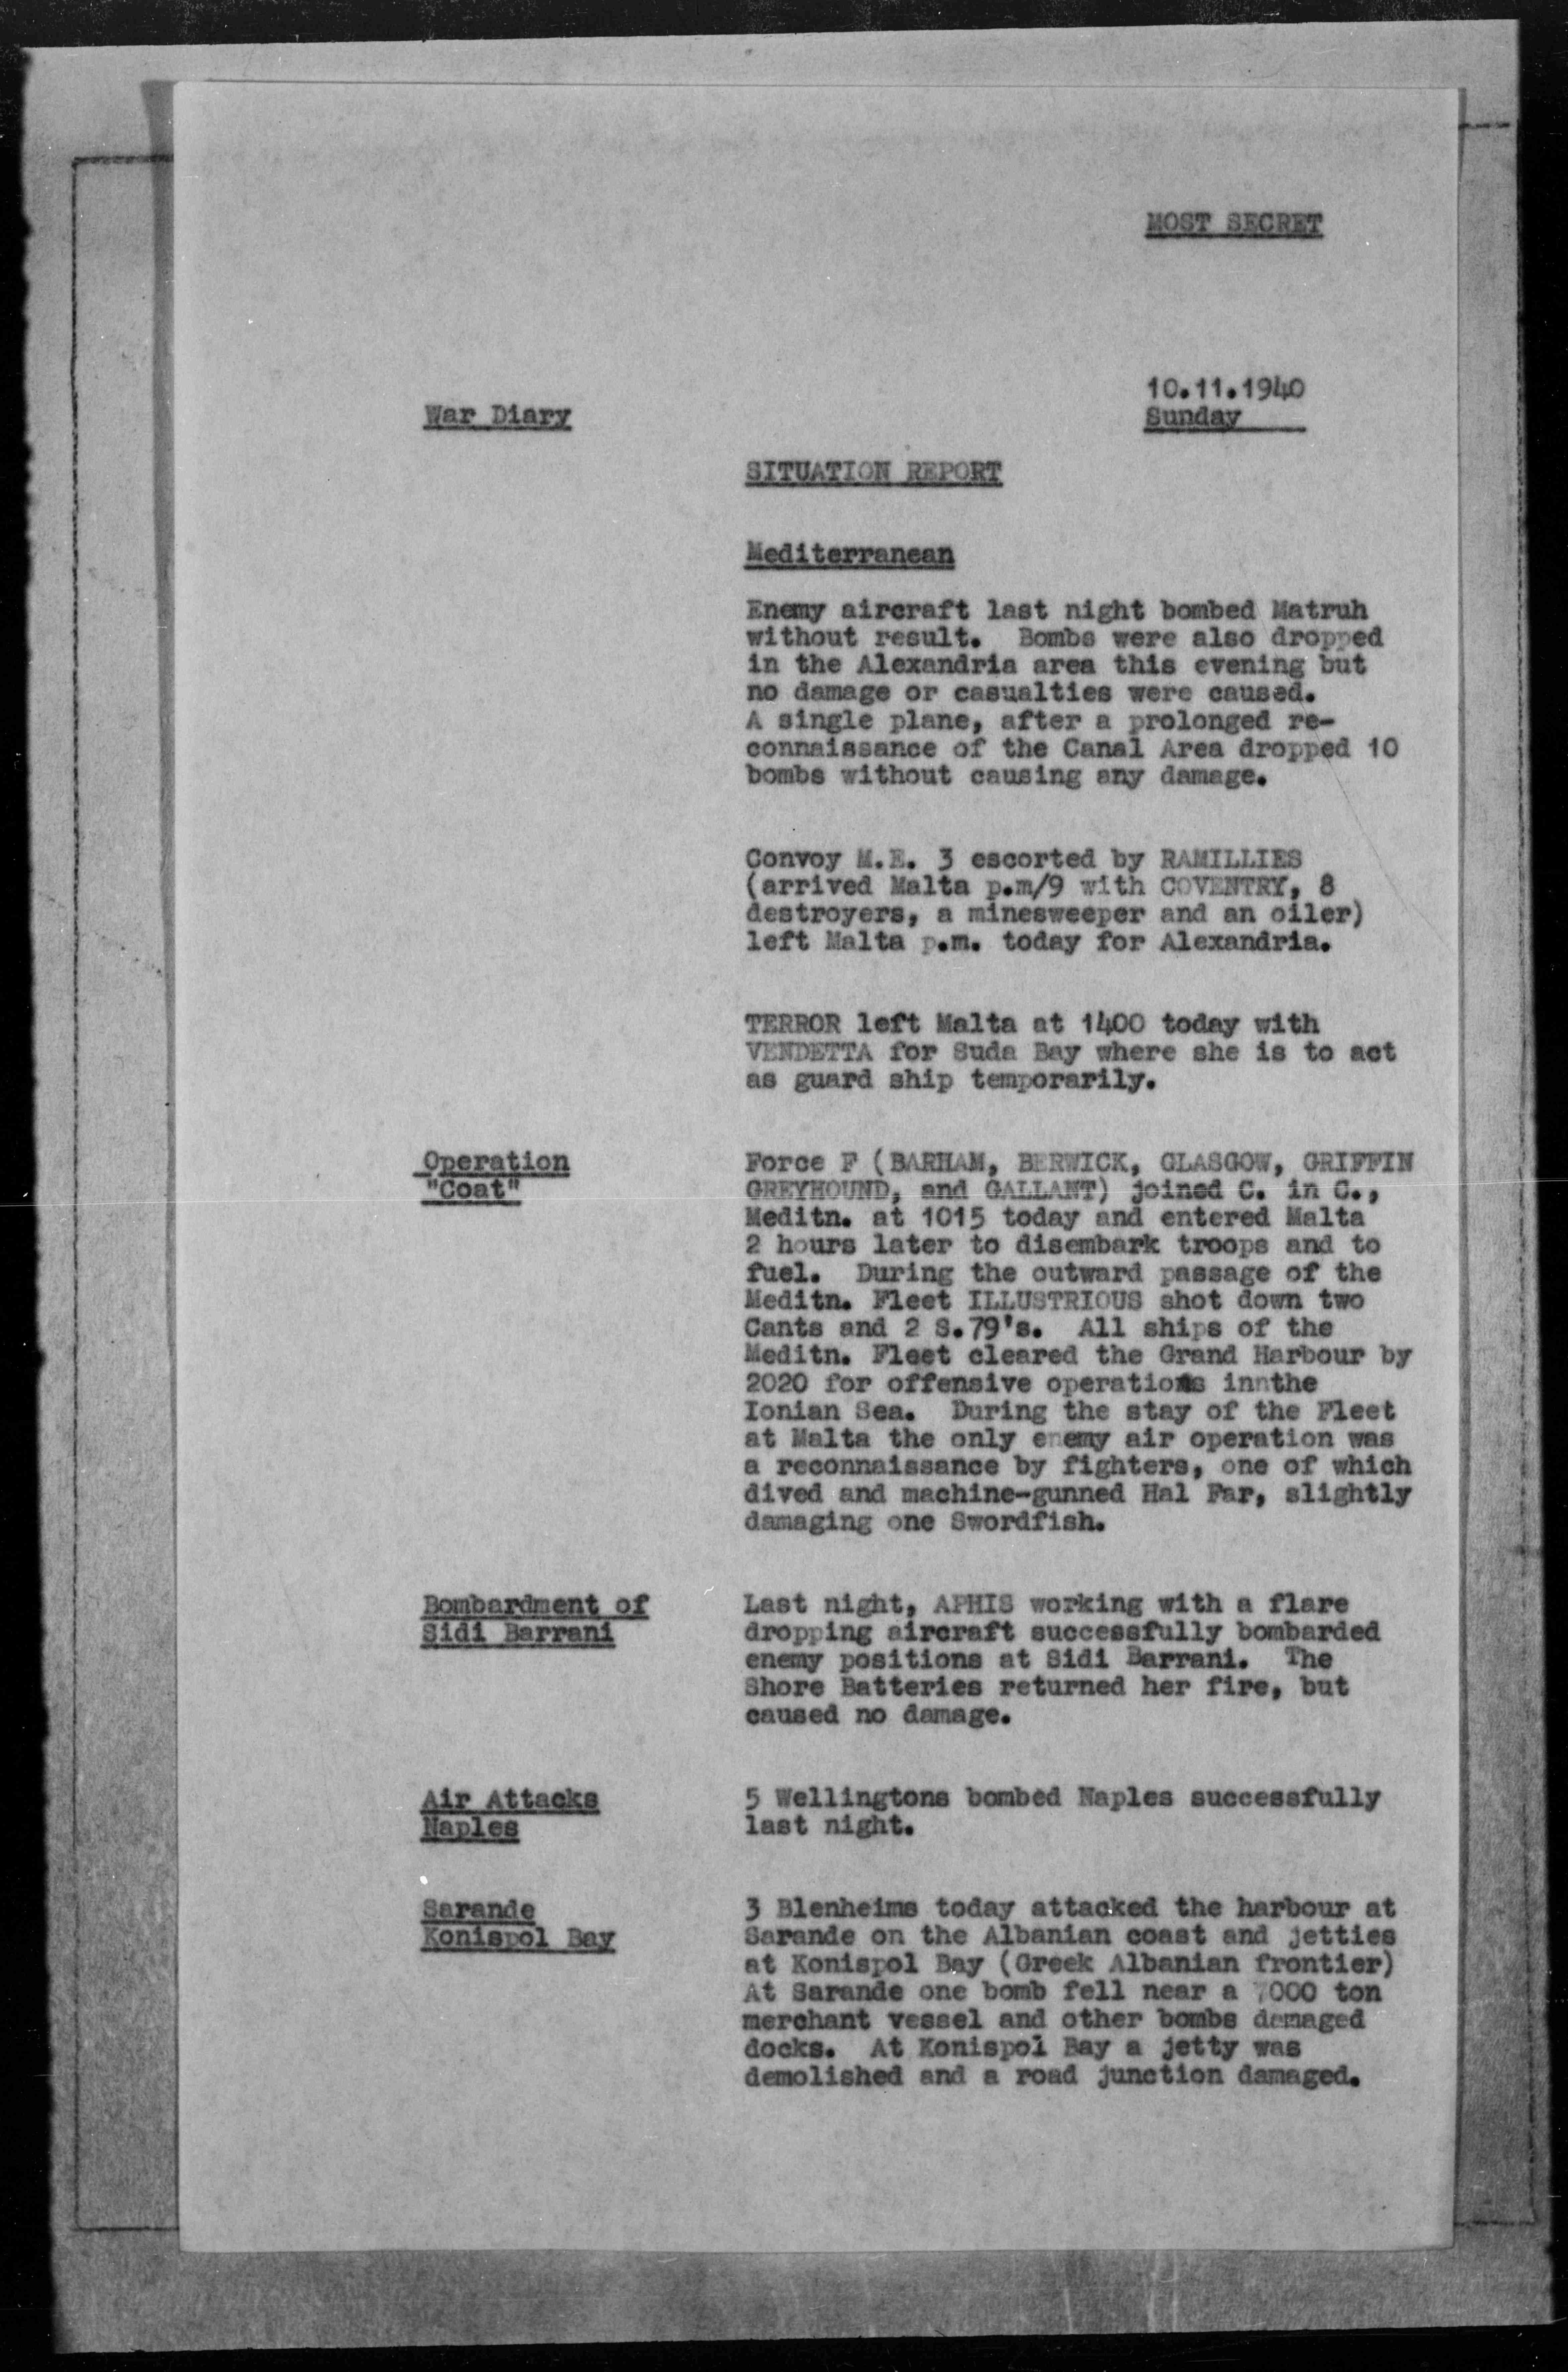 MOST SECRET
10.11.1940
War Diary
Sunday
SITUATION REPORT
Mediterranean
Enemy aircraft last night bombed Matruh
without result. Bombs were also dropped
in the Alexandria area this evening but
no damage or casualties were caused.
A single plane, after a prolonged re-
connaissance of the Canal Area dropped 10
bombs without causing any damage.
Convoy M.E. 3 escorted by RAMILLIES
(arrived Malta p.m/9 with COVENTRY, 8
destroyers, a minesweeper and an oiler)
left Malta p.m. today for Alexandria.
TERROR left Malta at 1400 today with
VENDETTA for Suda Bay where she is to act
as guard ship temporarily.
Operation
"Coat"
Force F (BARHAM, BERWICK, GLASGOW, GRIFFIN
GREYHOUND, and GALLANT) joined C. in C.,
Meditn. at 1015 today and entered Malta
2 hours later to disembark troops and to
fuel. During the outward passage of the
Meditn. Fleet ILLUSTRIOUS shot down two
Cants and 2 S.79's. All ships of the
Meditn. Fleet cleared the Grand Harbour by
2020 for offensive operations innthe
Ionian Sea. During the stay of the Fleet
at Malta the only enemy air operation was
a reconnaissance by fighters, one of which
dived and machine-gunned Hal Far, slightly
damaging one Swordfish.
Bombardment of
Sidi Barrani
Last night, APHIS working with a flare
dropping aircraft successfully bombarded
enemy positions at Sidi Barrani. The
Shore Batteries returned her fire, but
caused no damage.
Air Attacks
Naples
5 Wellingtons bombed Naples successfully
last night.
Sarande
Konispol Bay
3 Blenheims today attacked the harbour at
Sarande on the Albanian coast and jetties
at Konispol Bay (Greek Albanian frontier)
At Sarande one bomb fell near a 7000 ton
merchant vessel and other bombs damaged
docks. At Konispol Bay a jetty was
demolished and a road junction damaged.